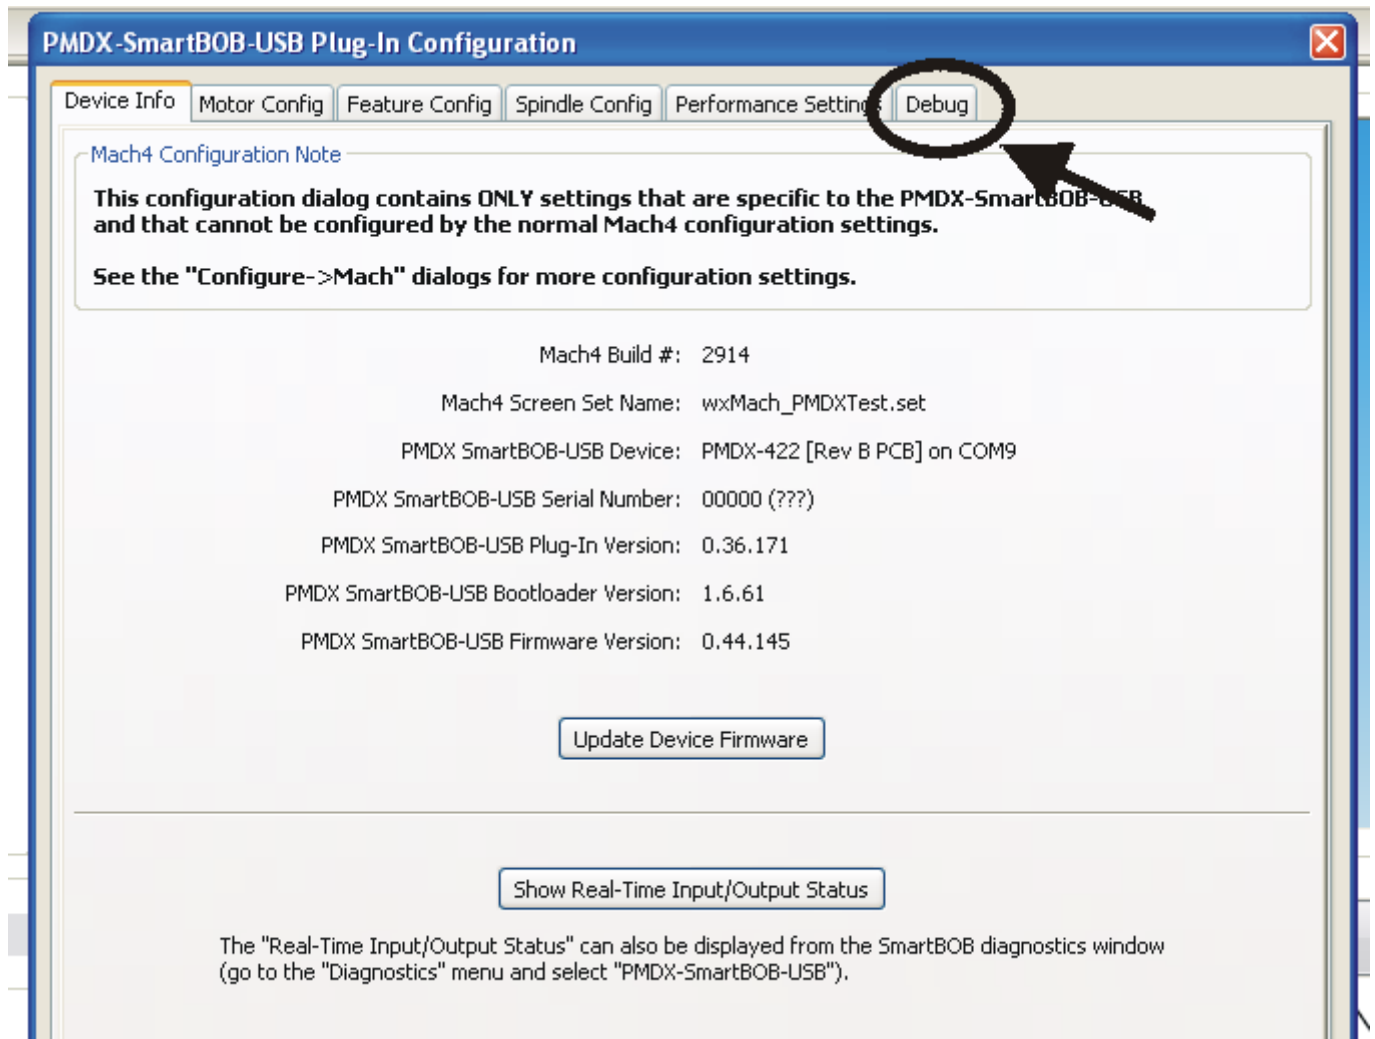 PMDX-SmartBOB-USB Plug-In Configuration
Device Info Motor Config Feature Config Spindle Config Performance Settings Debug
Mach4 Configuration Note
This configuration dialog contains ONLY settings that are specific to the PMDX-SmartBOB-USB
and that cannot be configured by the normal Mach4 configuration settings.
See the "Configure->Mach" dialogs for more configuration settings.
Mach4 Build #: 2914
Mach4 Screen Set Name: wxMach_PMDXTest.set
PMDX SmartBOB-USB Device: PMDX-422 [Rev B PCB] on COM9
PMDX SmartBOB-USB Serial Number: 00000 (???)
PMDX SmartBOB-USB Plug-In Version: 0.36.171
PMDX SmartBOB-USB Bootloader Version: 1.6.61
PMDX SmartBOB-USB Firmware Version: 0.44.145
Update Device Firmware
Show Real-Time Input/Output Status
The "Real-Time Input/Output Status" can also be displayed from the SmartBOB diagnostics window
(go to the "Diagnostics" menu and select "PMDX-SmartBOB-USB").